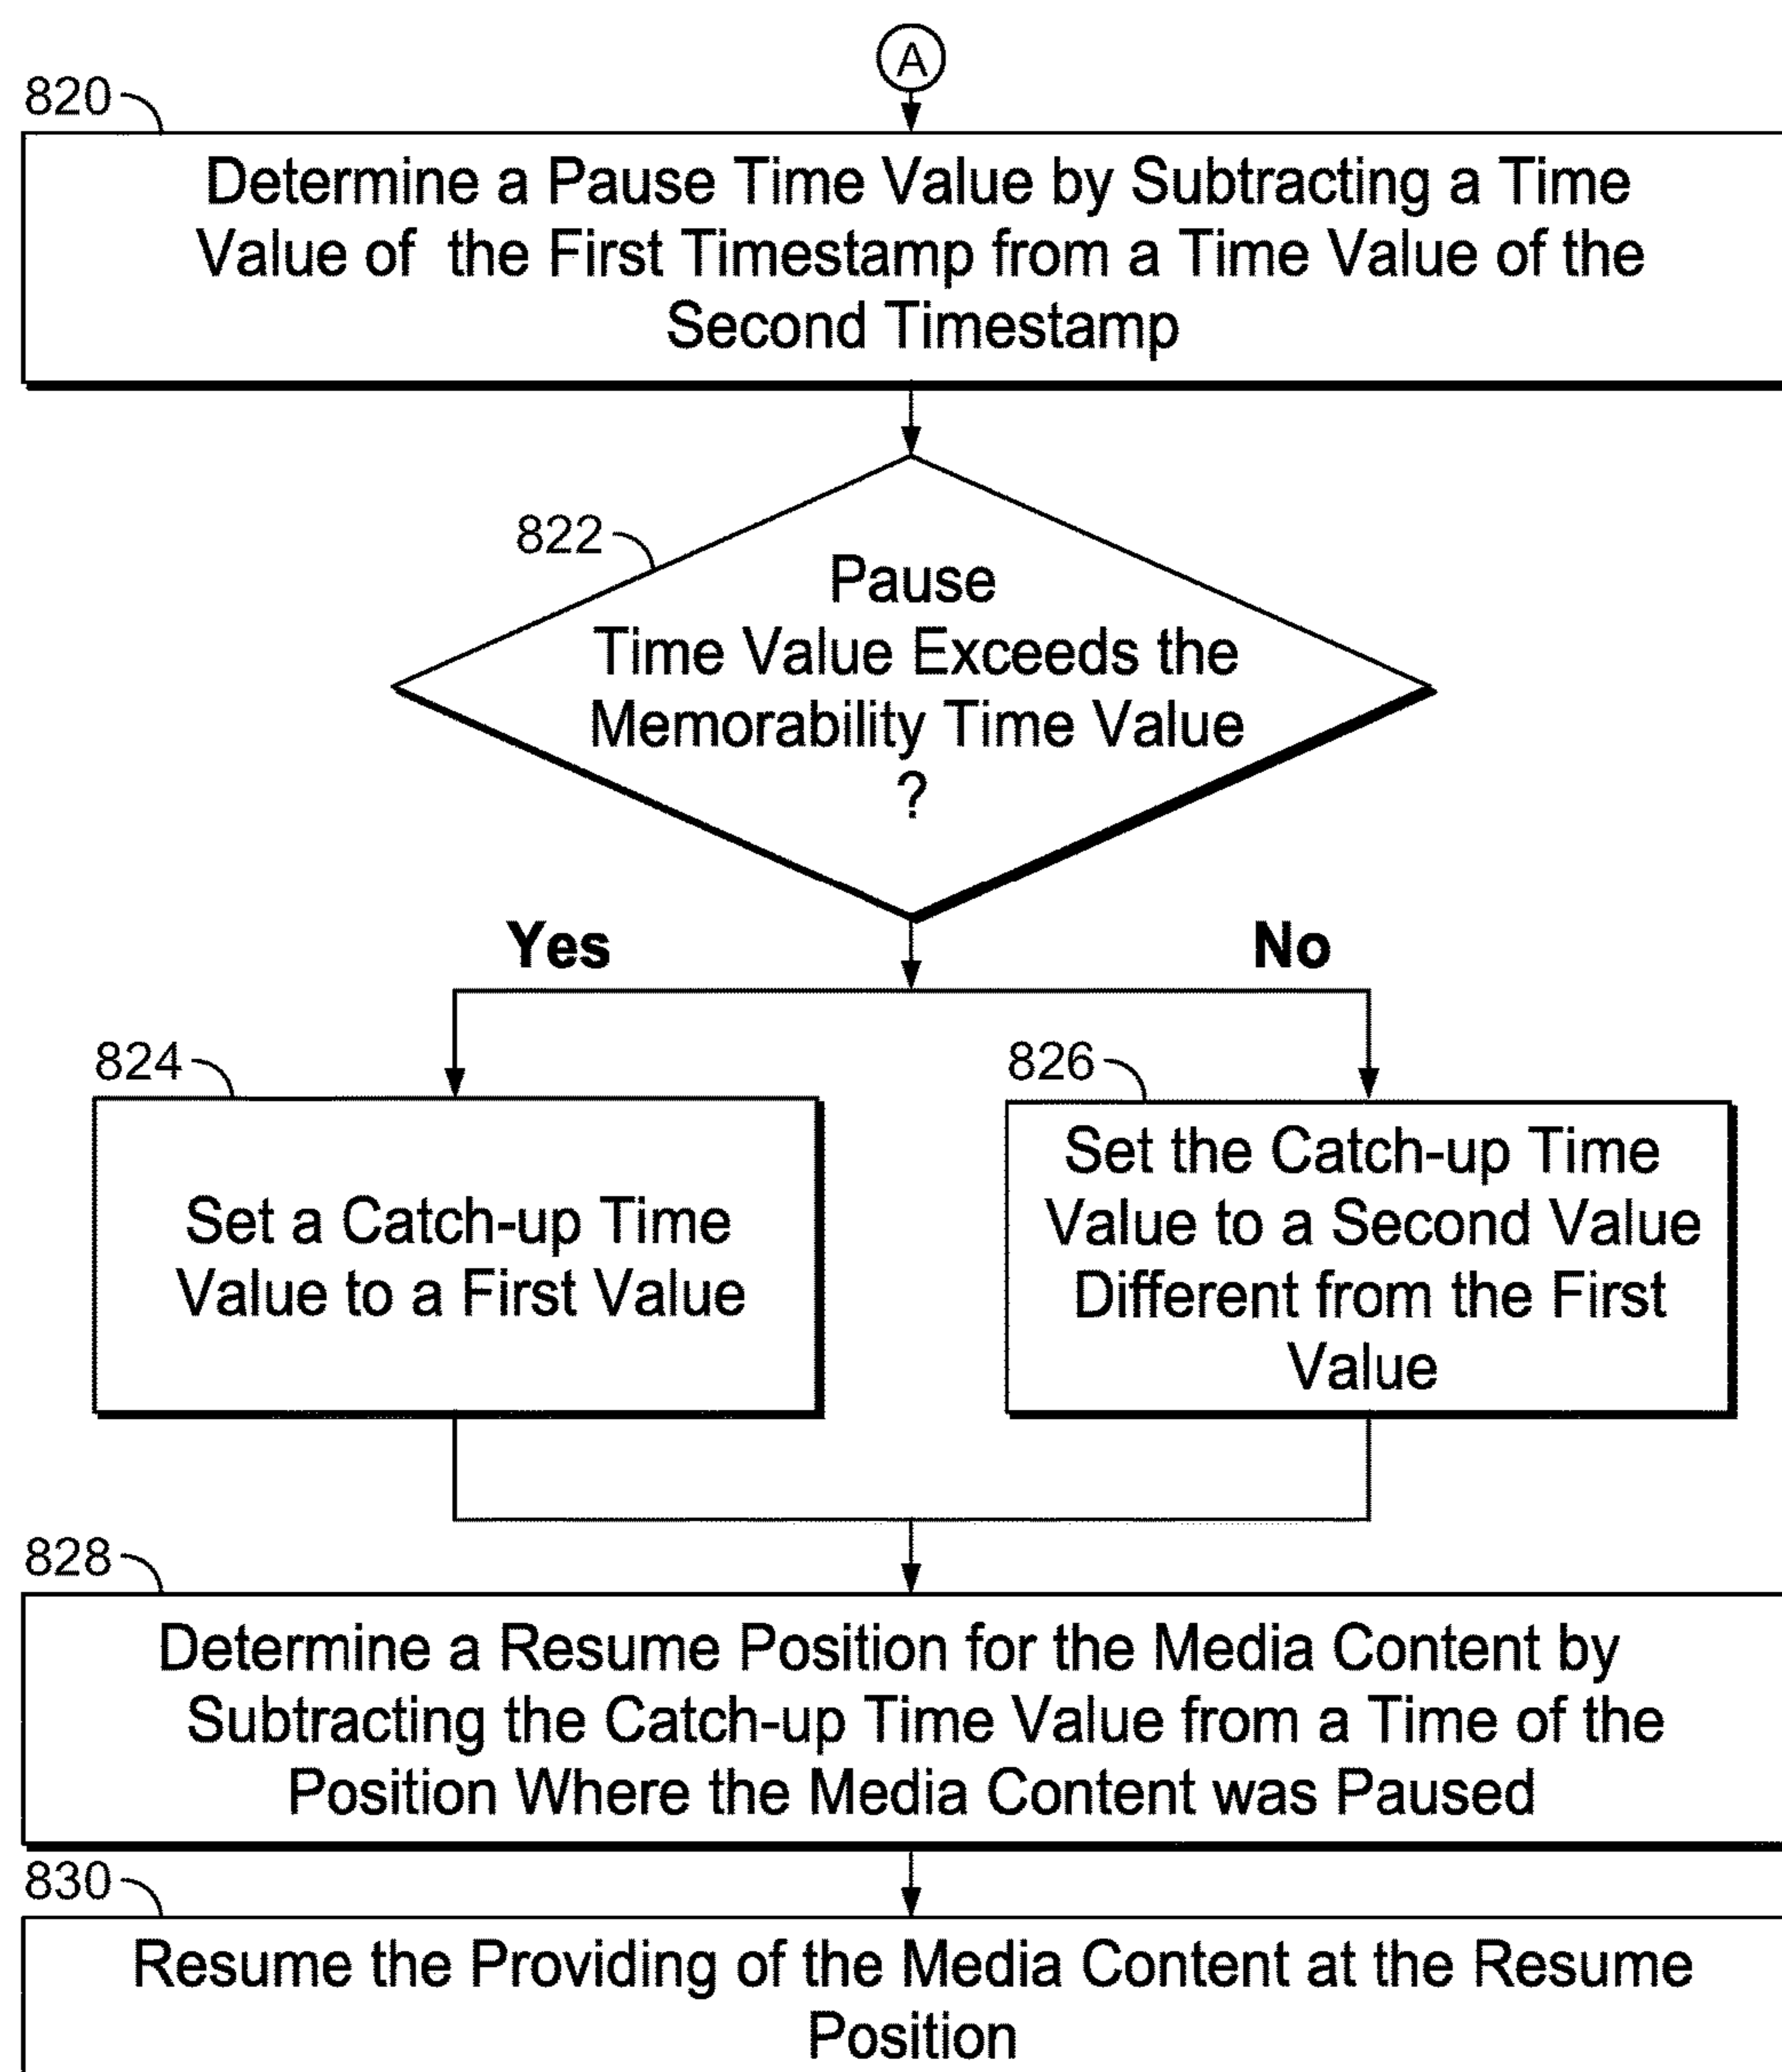 A
820
Determine a Pause Time Value by Subtracting a Time
Value of the First Timestamp from a Time Value of the
Second Timestamp
822
Pause
Time Value Exceeds the
Memorability Time Value
?
Yes
No
824
Set a Catch-up Time
Value to a First Value
826
Set the Catch-up Time
Value to a Second Value
Different from the First
Value
828
Determine a Resume Position for the Media Content by
Subtracting the Catch-up Time Value from a Time of the
Position Where the Media Content was Paused
830
Resume the Providing of the Media Content at the Resume
Position